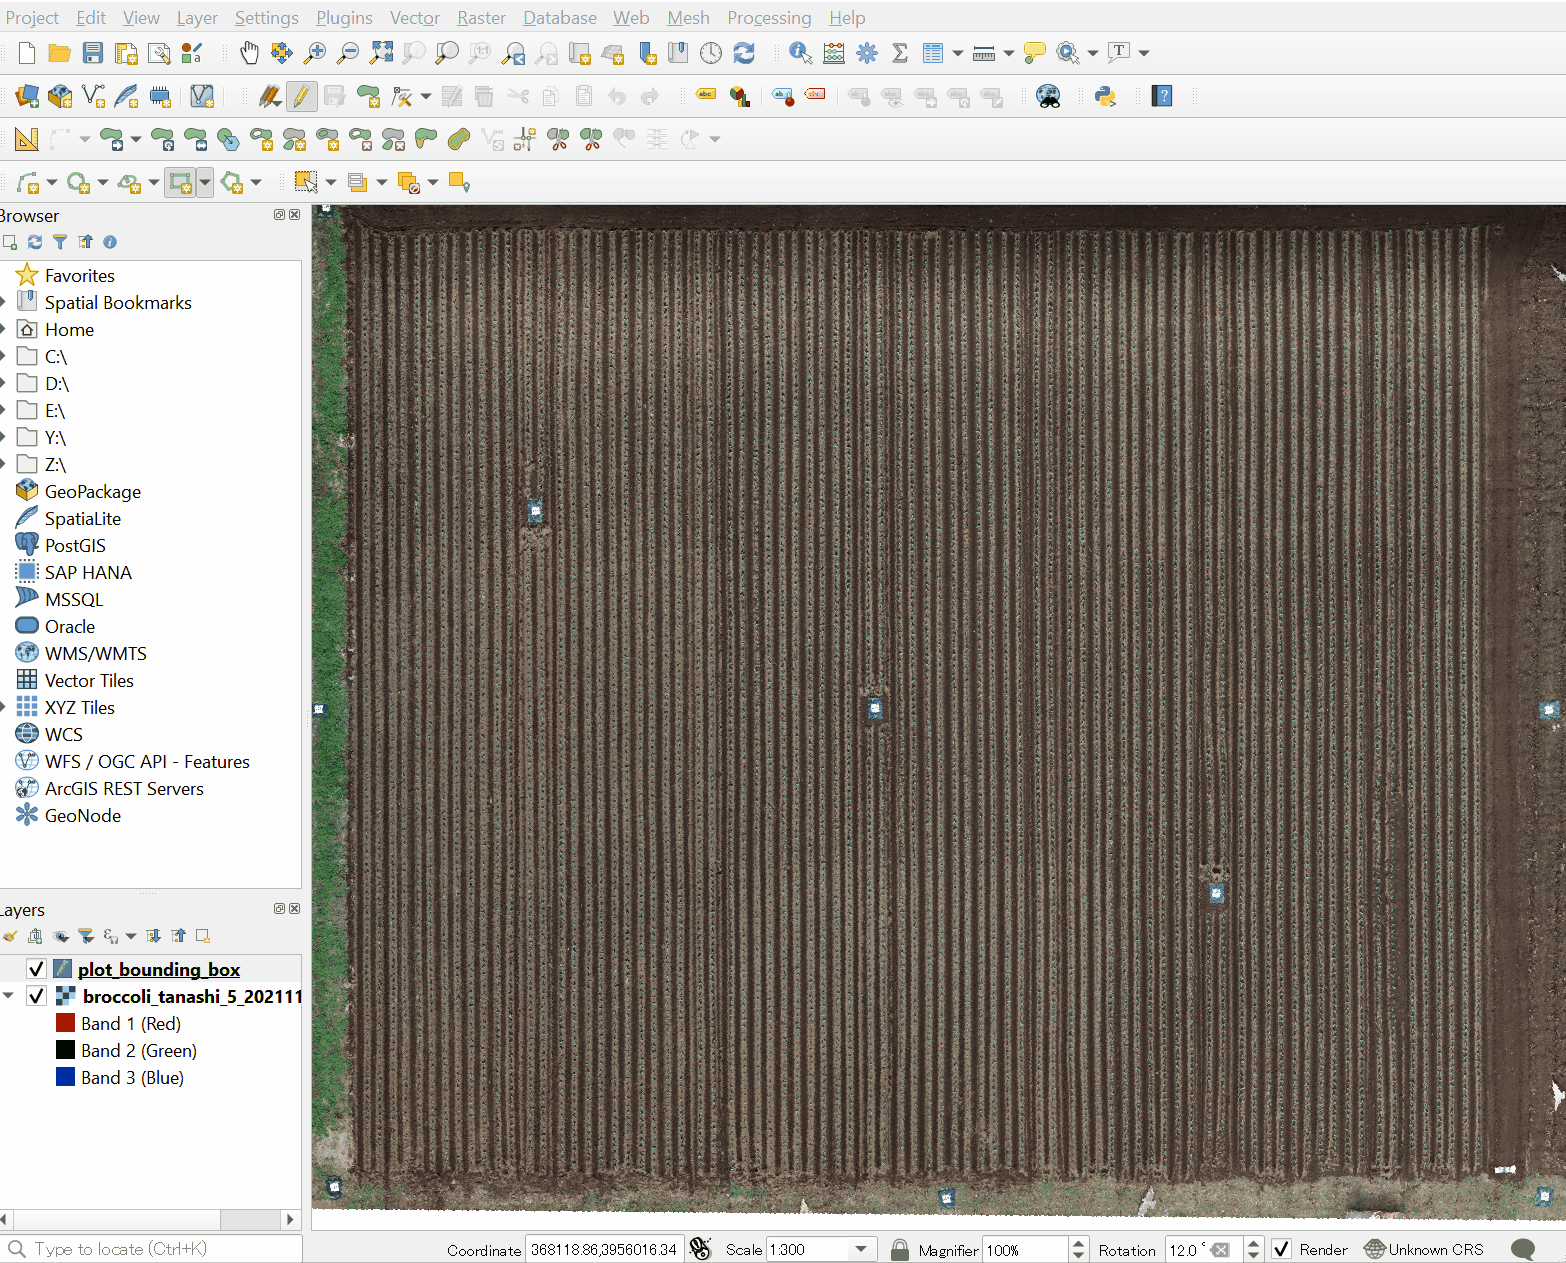 Project Edit View Layer Settings Plugins Vector Raster Database Web Mesh Processing Help
Browser
Favorites
Spatial Bookmarks
Home
C:\
D:\
E:\
Y:\
Z:\
GeoPackage
SpatiaLite
PostGIS
SAP HANA
MSSQL
Oracle
WMS/WMTS
Vector Tiles
XYZ Tiles
WCS
WFS / OGC API - Features
ArcGIS REST Servers
GeoNode
Layers
plot_bounding_box
broccoli_tanashi_5_202111
Band 1 (Red)
Band 2 (Green)
Band 3 (Blue)
Type to locate (Ctrl+K)
Coordinate 368118.86,3956016.34 Scale 1:300 Magnifier 100% Rotation 12.0 ° Render Unknown CRS